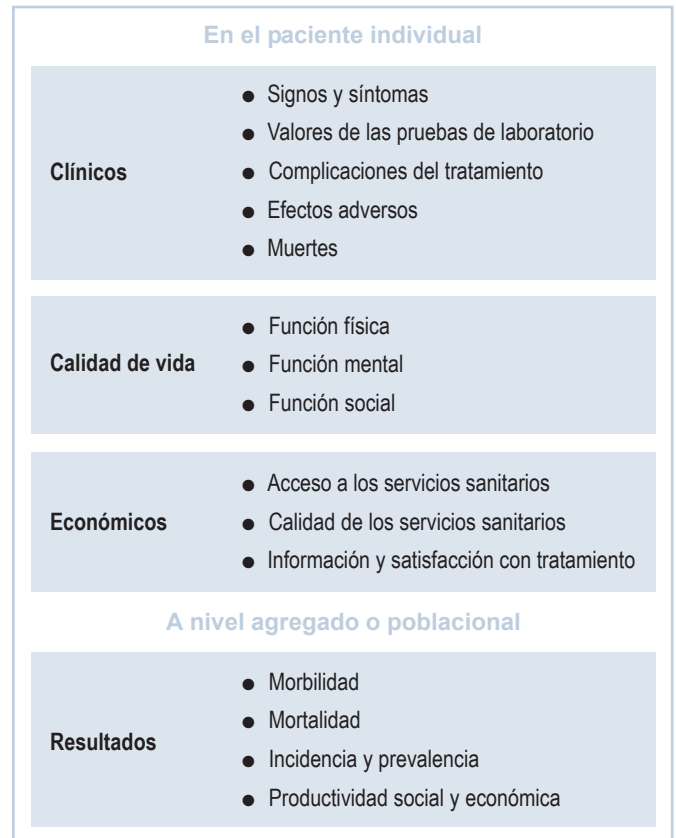 En el paciente individual
Clínicos
● Signos y síntomas
● Valores de las pruebas de laboratorio
● Complicaciones del tratamiento
● Efectos adversos
● Muertes
Calidad de vida
● Función física
● Función mental
● Función social
Económicos
● Acceso a los servicios sanitarios
● Calidad de los servicios sanitarios
● Información y satisfacción con tratamiento
A nivel agregado o poblacional
Resultados
● Morbilidad
● Mortalidad
● Incidencia y prevalencia
● Productividad social y económica